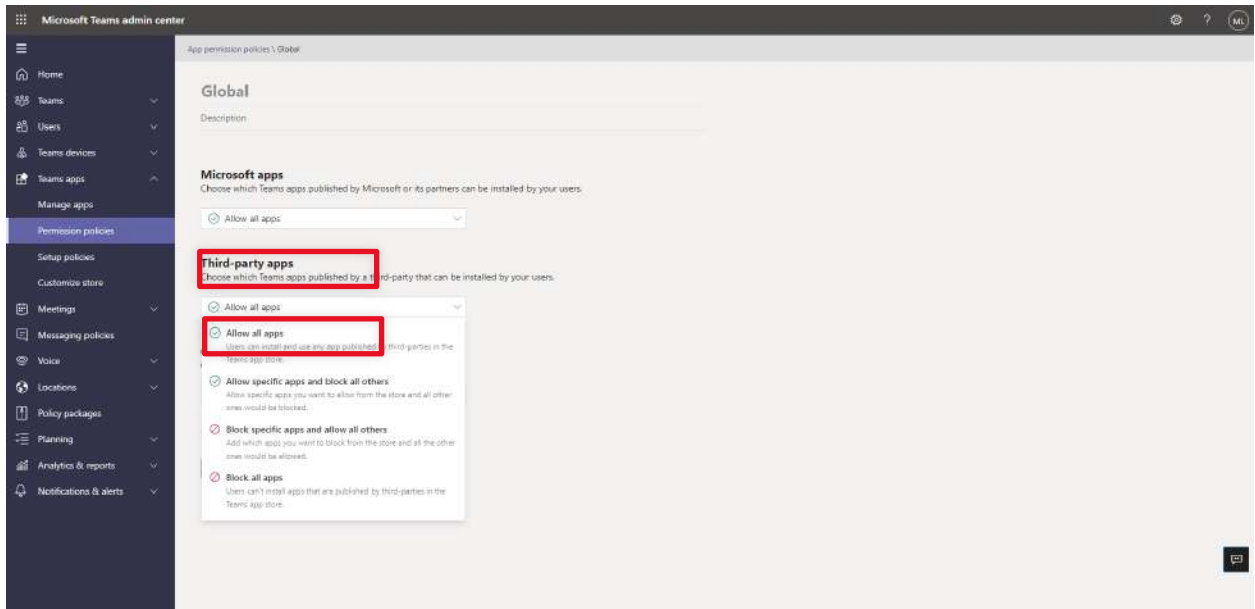 Microsoft Teams admin center
?
ML
App permission policies \ Global
Home
Teams
Users
Teams devices
Teams apps
Manage apps
Permission policies
Setup policies
Customize store
Meetings
Messaging policies
Voice
Locations
Policy packages
Planning
Analytics & reports
Notifications & alerts
Global
Description
Microsoft apps
Choose which Teams apps published by Microsoft or its partners can be installed by your users.
Allow all apps
Third-party apps
Choose which Teams apps published by a third-party that can be installed by your users.
Allow all apps
Allow all apps
Users can install and use any app published by third-parties in the
Teams app store.
Allow specific apps and block all others
Allow specific apps you want to allow from the store and all other
ones would be blocked.
Block specific apps and allow all others
Add which apps you want to block from the store and all the other
ones would be allowed.
Block all apps
Users can't install apps that are published by third-parties in the
Teams app store.